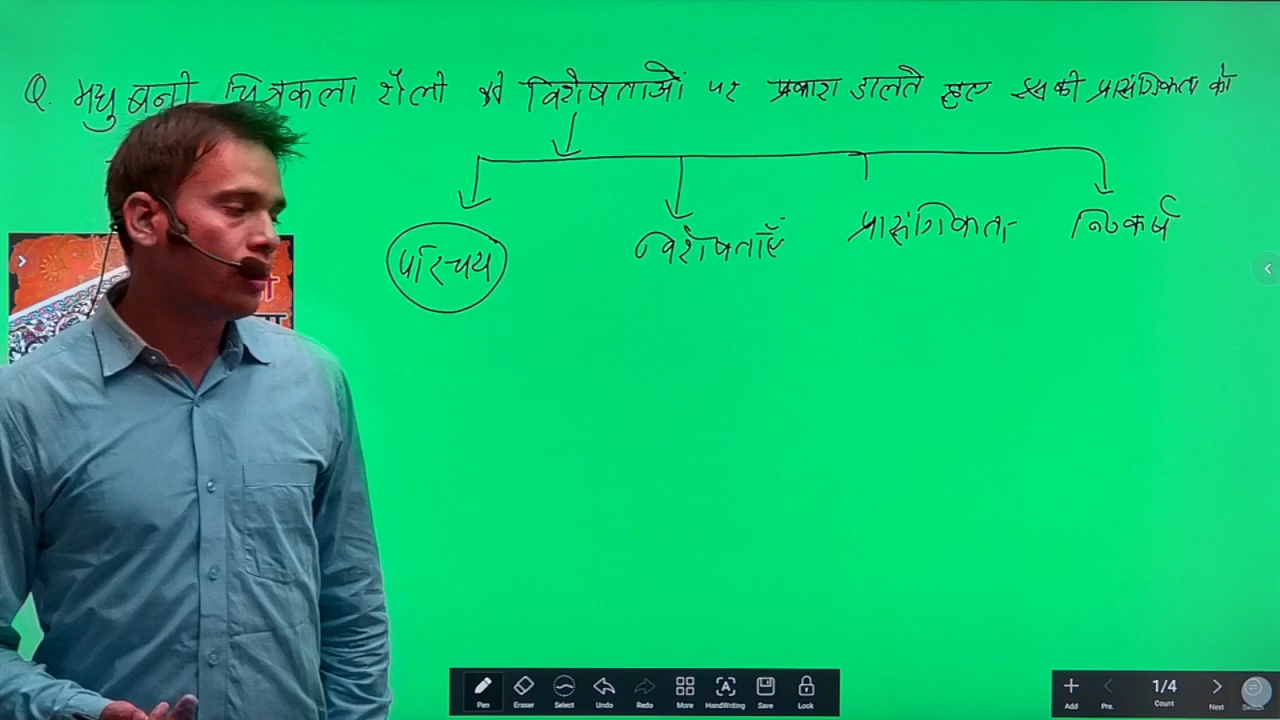 Q. मधुबनी चित्रकला शैली की विशेषताओं पर प्रकाश डालते हुए इसकी प्रासंगिकता को
परिचय विशेषताएँ प्रासंगिकता निष्कर्ष
Pen Eraser Select Undo Redo More HandWriting Save Lock
Add Pre. 1/4 Count Next Switch